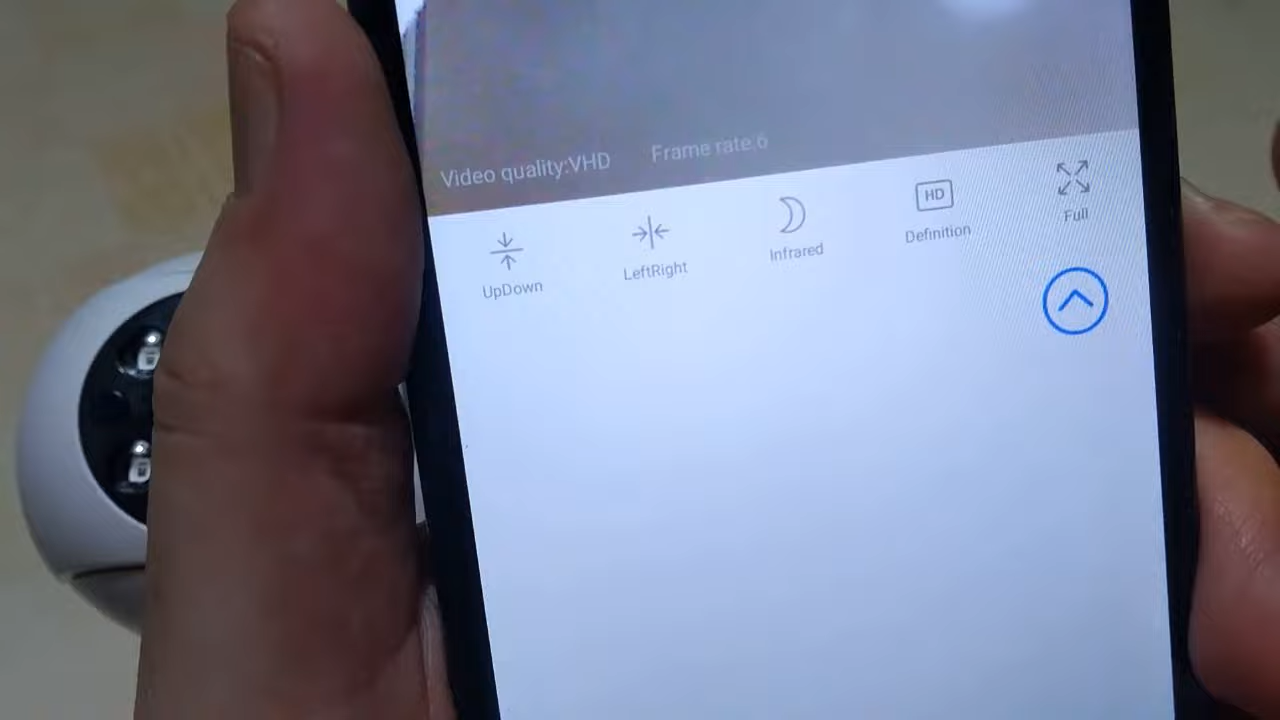 Video quality:VHD Frame rate:6
UpDown LeftRight Infrared HD Definition Full